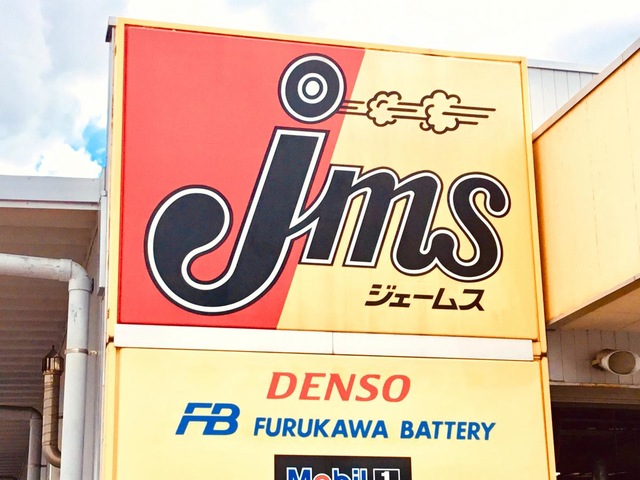 jms
ジェームス
DENSO
FB FURUKAWA BATTERY
Mobil 1